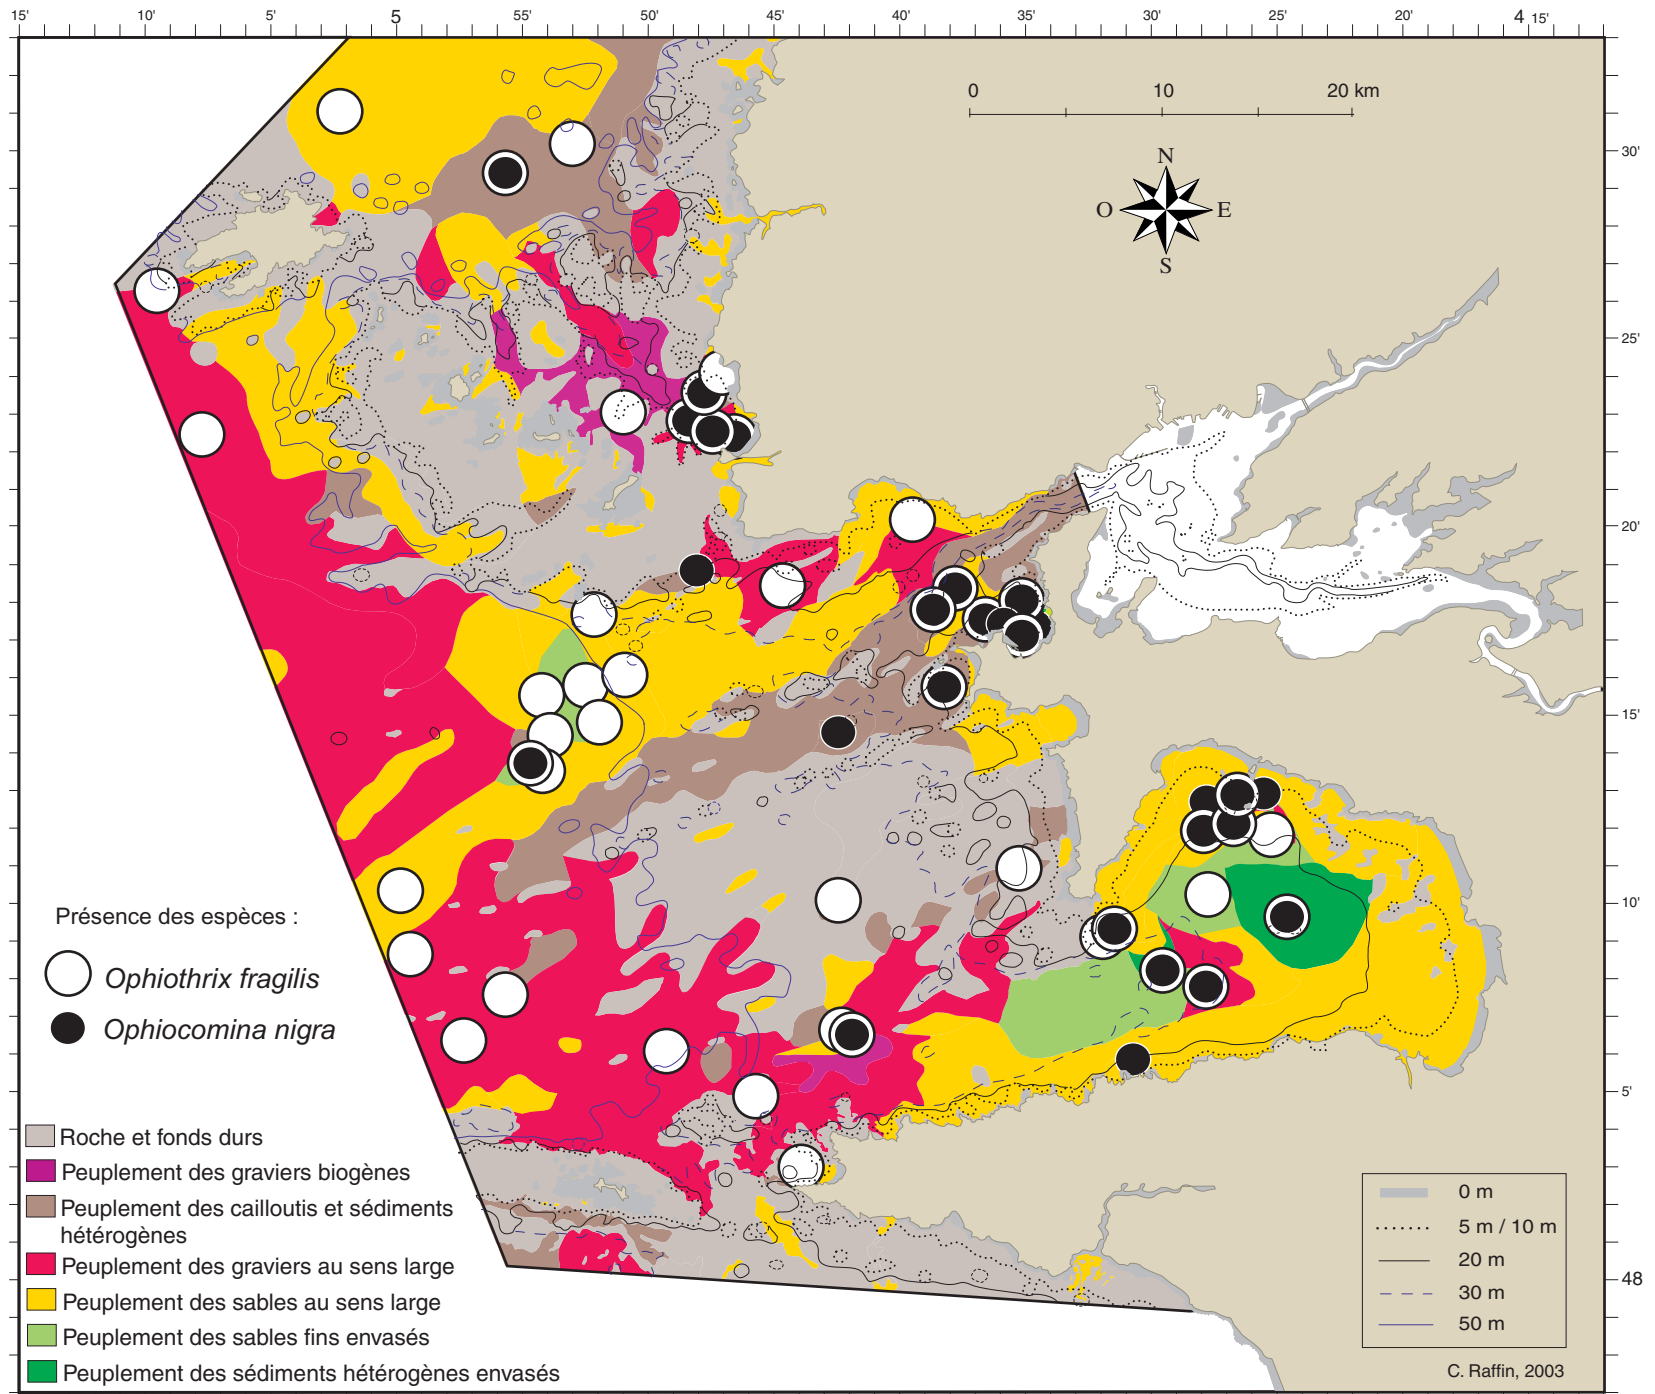 15' 10' 5' 5 55' 50' 45' 40' 35' 30' 25' 20' 4 15'
0 10 20 km
N
O E
S
30'
25'
20'
15'
10'
5'
48
Présence des espèces :
Ophiothrix fragilis
Ophiocomina nigra
Roche et fonds durs
Peuplement des graviers biogènes
Peuplement des cailloutis et sédiments
hétérogènes
Peuplement des graviers au sens large
Peuplement des sables au sens large
Peuplement des sables fins envasés
Peuplement des sédiments hétérogènes envasés
0 m
5 m / 10 m
20 m
30 m
50 m
C. Raffin, 2003